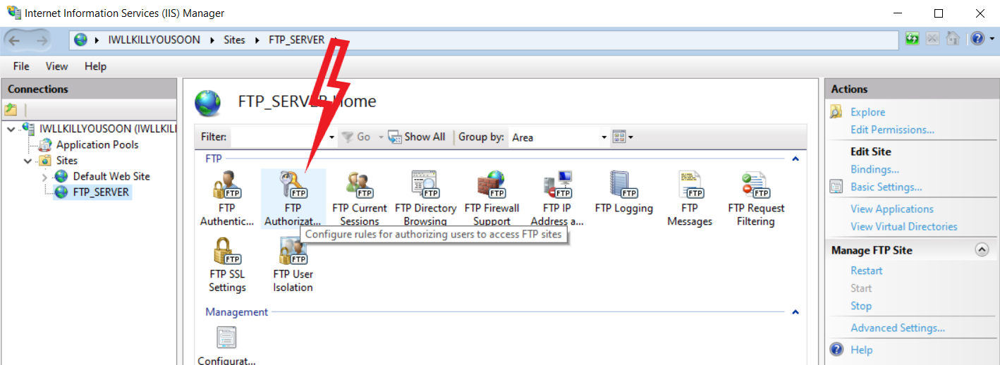 Internet Information Services (IIS) Manager
IWLLKILLYOUSOON Sites FTP_SERVER
File View Help
Connections
IWLLKILLYOUSOON (IWLLKIL
Application Pools
Sites
Default Web Site
FTP_SERVER
FTP_SERVER Home
Filter: Go Show All Group by: Area
FTP
FTP Authentic...
FTP Authorizat...
FTP Current Sessions
FTP Directory Browsing
FTP Firewall Support
FTP IP Address a...
FTP Logging
FTP Messages
FTP Request Filtering
Configure rules for authorizing users to access FTP sites
FTP SSL Settings
FTP User Isolation
Management
Configurat...
Actions
Explore
Edit Permissions...
Edit Site
Bindings...
Basic Settings...
View Applications
View Virtual Directories
Manage FTP Site
Restart
Start
Stop
Advanced Settings...
Help